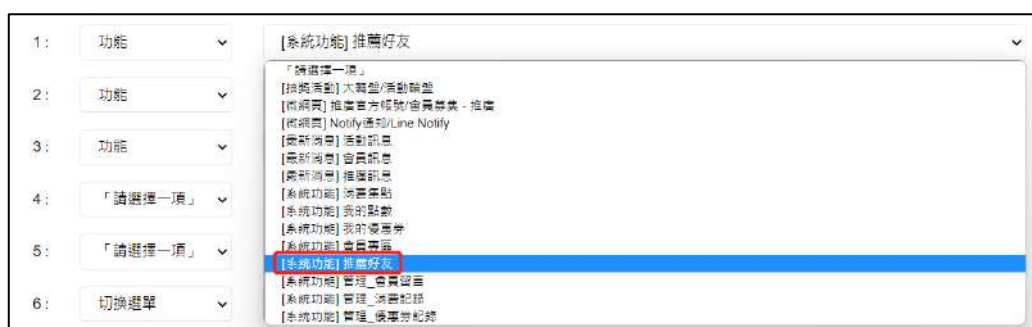 1: 功能 [系統功能] 推薦好友
「請選擇一項」
[抽獎活動] 大轉盤/活動輪盤
2: 功能
[微網頁] 推廣官方帳號/會員募集 - 推廣
[微網頁] Notify通知/Line Notify
3: 功能
[最新消息] 活動訊息
[最新消息] 會員訊息
[最新消息] 推播訊息
4: 「請選擇一項」
[系統功能] 消費集點
[系統功能] 我的點數
[系統功能] 我的優惠券
5: 「請選擇一項」
[系統功能] 會員專區
[系統功能] 推薦好友
[系統功能] 管理_會員留言
6: 切換選單
[系統功能] 管理_消費記錄
[系統功能] 管理_優惠券記錄